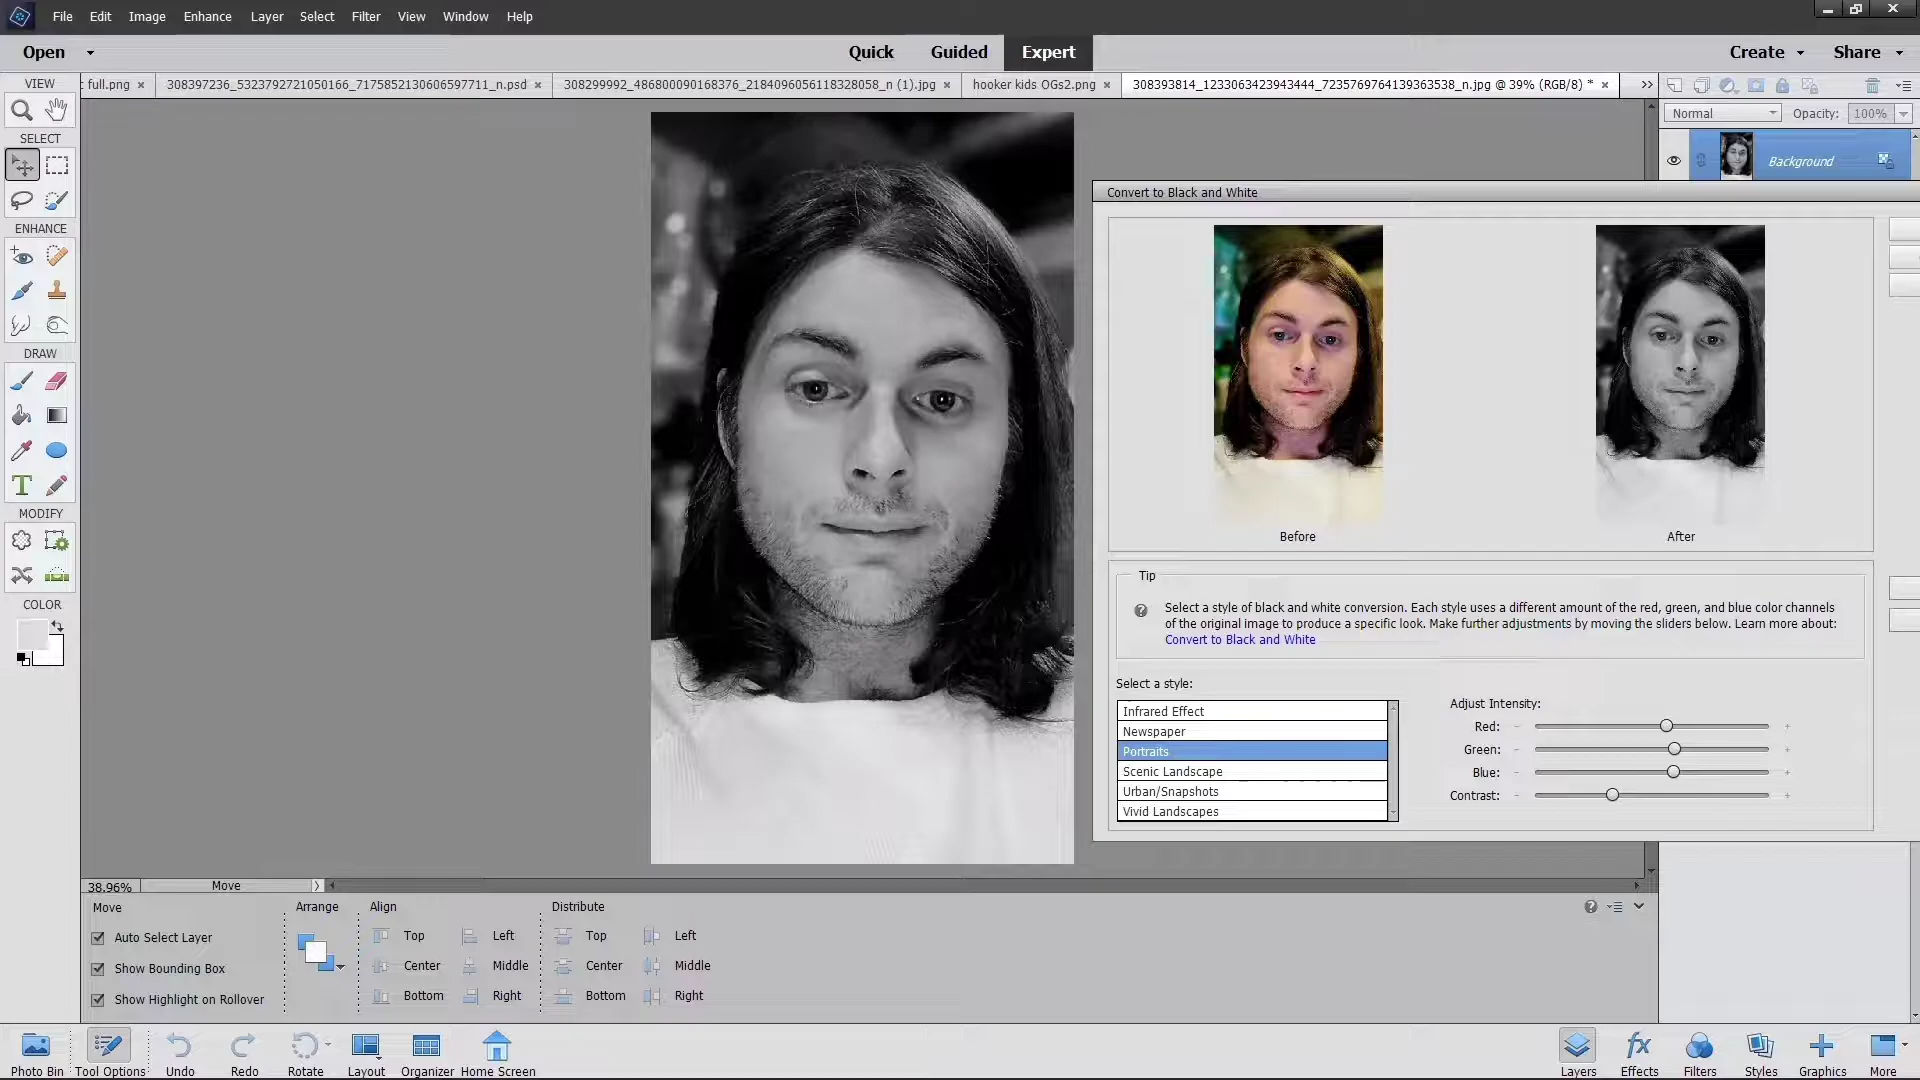 File Edit Image Enhance Layer Select Filter View Window Help
Open Quick Guided Expert Create Share
VIEW
full.png × 308397236_5323792721050166_7175852130606597711_n.psd × 308299992_486800090168376_2184096056118328058_n (1).jpg × hooker kids OGs2.png × 308393814_1233063423943444_7235769764139363538_n.jpg @ 39% (RGB/8) * ×
Normal Opacity: 100%
SELECT
Background
Convert to Black and White
ENHANCE
DRAW
MODIFY
COLOR
Before After
Tip
Select a style of black and white conversion. Each style uses a different amount of the red, green, and blue color channels
of the original image to produce a specific look. Make further adjustments by moving the sliders below. Learn more about:
Convert to Black and White
Select a style:
Infrared Effect
Newspaper
Portraits
Scenic Landscape
Urban/Snapshots
Vivid Landscapes
Adjust Intensity:
Red:
Green:
Blue:
Contrast:
38.96% Move
Move Arrange Align Distribute
Auto Select Layer Top Left Top Left
Show Bounding Box Center Middle Center Middle
Show Highlight on Rollover Bottom Right Bottom Right
Photo Bin Tool Options Undo Redo Rotate Layout Organizer Home Screen Layers Effects Filters Styles Graphics More